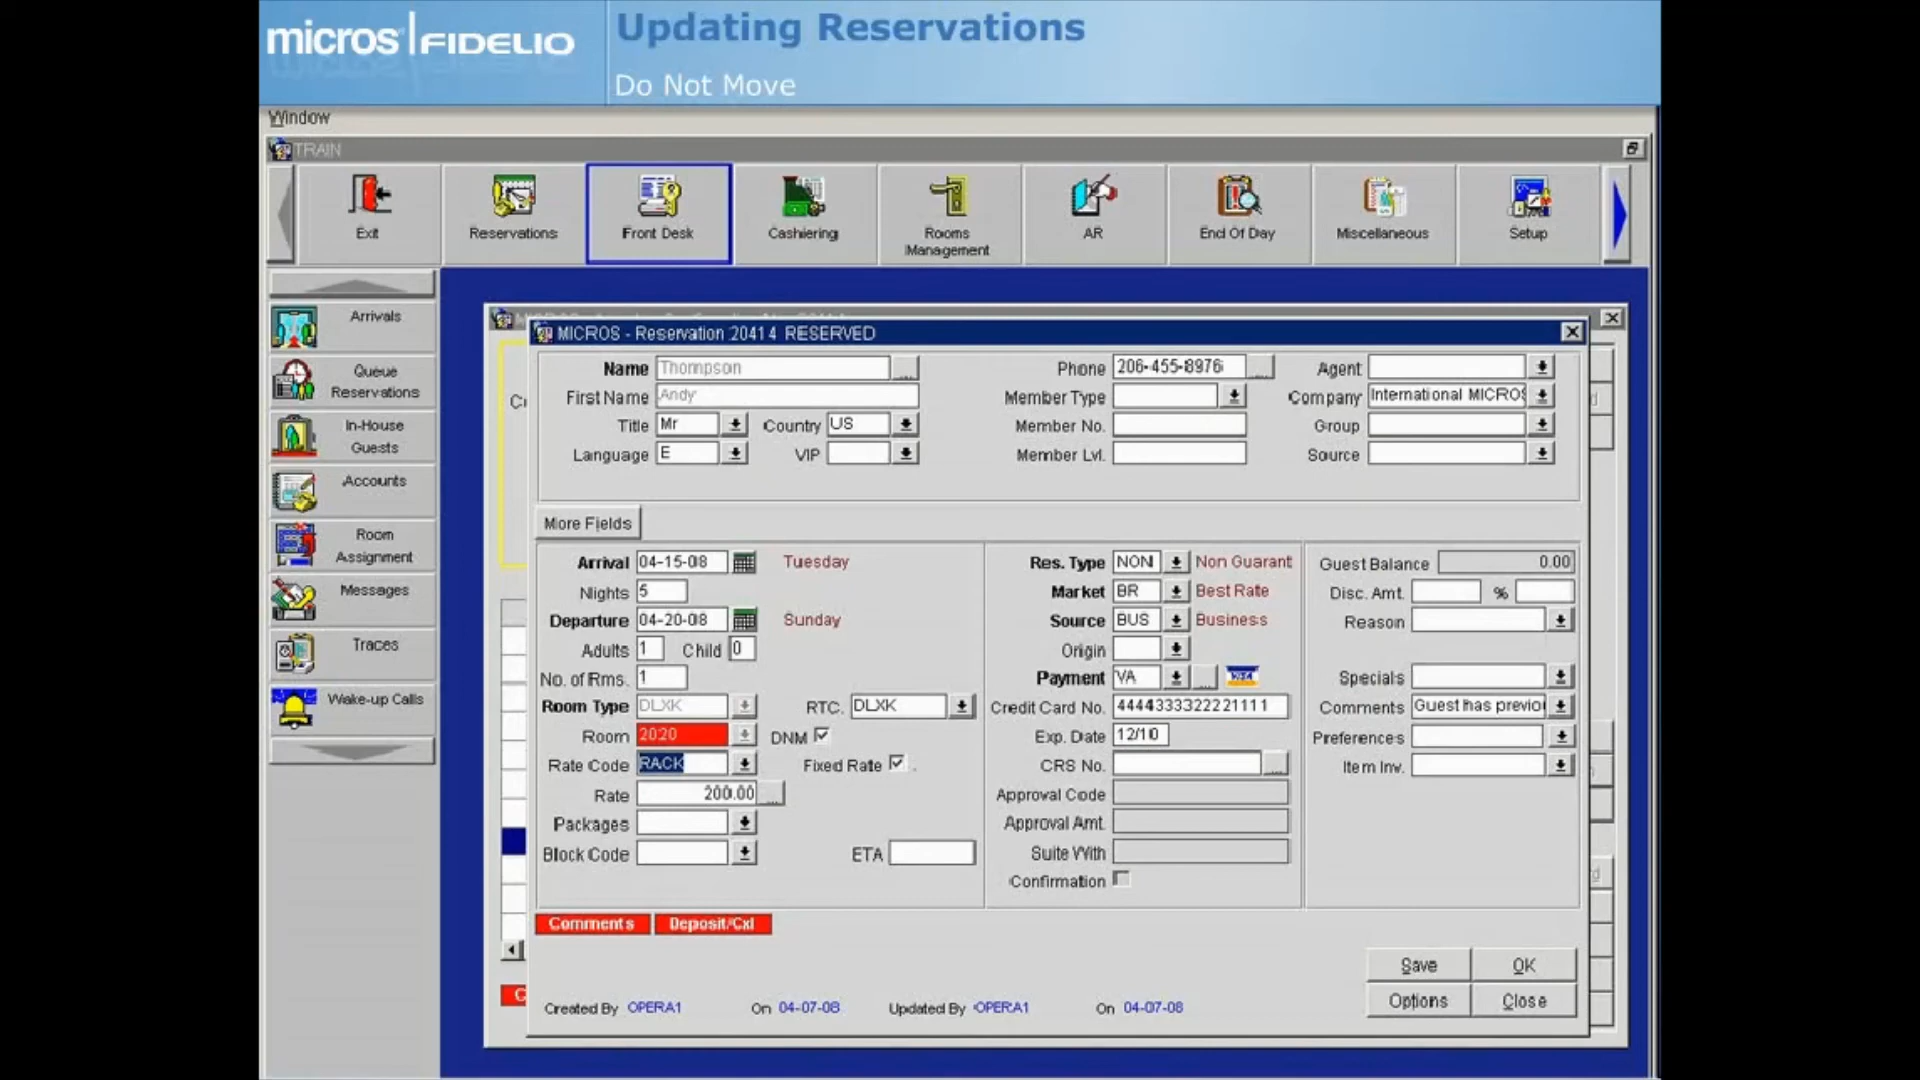 micros FIDELIO
Updating Reservations
Do Not Move
Window
TRAIN
Exit
Reservations
Front Desk
Cashiering
Rooms Management
AR
End Of Day
Miscellaneous
Setup
Arrivals
Queue Reservations
In-House Guests
Accounts
Room Assignment
Messages
Traces
Wake-up Calls
MICROS - Reservation 20414 RESERVED
Name Thompson Phone 206-455-8976 Agent
First Name Andy Member Type Company International MICROS
Title Mr Country US Member No. Group
Language E VIP Member Lvl. Source
More Fields
Arrival 04-15-08 Tuesday Res. Type NON Non Guarant Guest Balance 0.00
Nights 5 Market BR Best Rate Disc. Amt. %
Departure 04-20-08 Sunday Source BUS Business Reason
Adults 1 Child 0 Origin
No. of Rms. 1 Payment VA VISA Specials
Room Type DLXK RTC. DLXK Credit Card No. 4444333322221111 Comments Guest has previo
Room 2020 DNM Exp. Date 12/10 Preferences
Rate Code RACK Fixed Rate CRS No. Item Inv.
Rate 200.00 ... Approval Code
Packages Approval Amt.
Block Code ETA Suite With
Confirmation
Comments Deposit/Cxl
Save OK
Options Close
Created By OPERA1 On 04-07-08 Updated By OPERA1 On 04-07-08